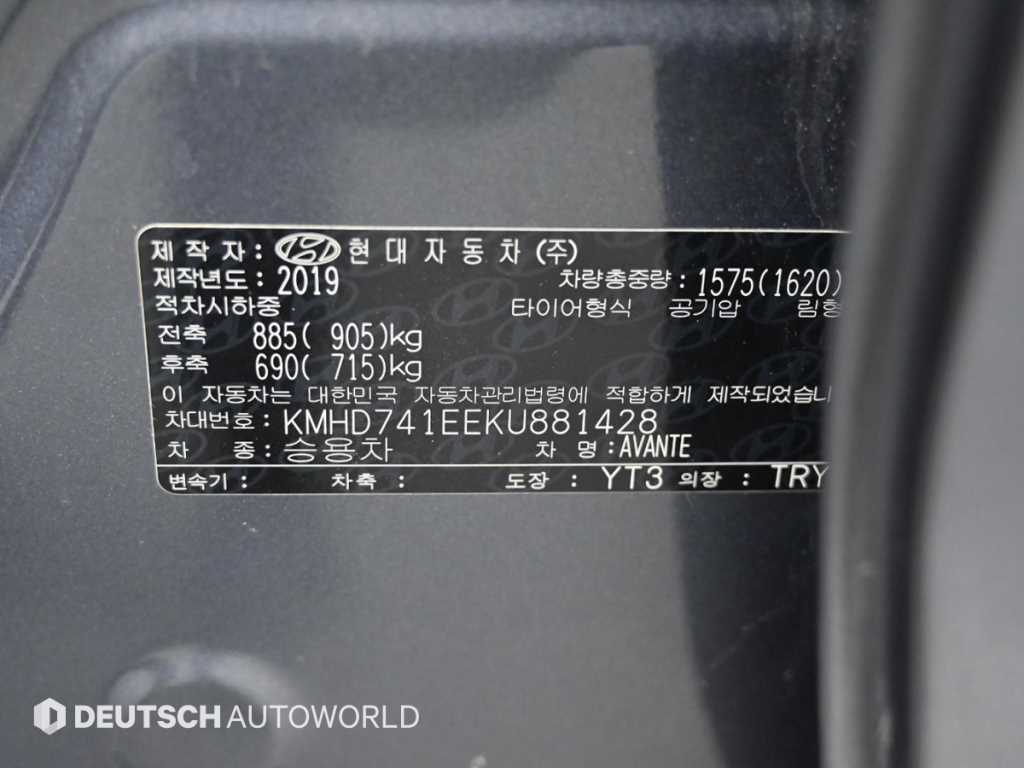 제 작 자 : 현 대 자 동 차 (주)
제작년도 : 2019 차량총중량 : 1575(1620)
적차시하중 타이어형식 공기압 림형
전축 885( 905)kg
후축 690( 715)kg
이 자동차는 대한민국 자동차관리법령에 적합하게 제작되었습니
차대번호 : KMHD741EEKU881428
차 종 : 승용차 차 명 : AVANTE
변속기 : 차축 : 도장 : YT3 의장 : TRY
DEUTSCH AUTOWORLD